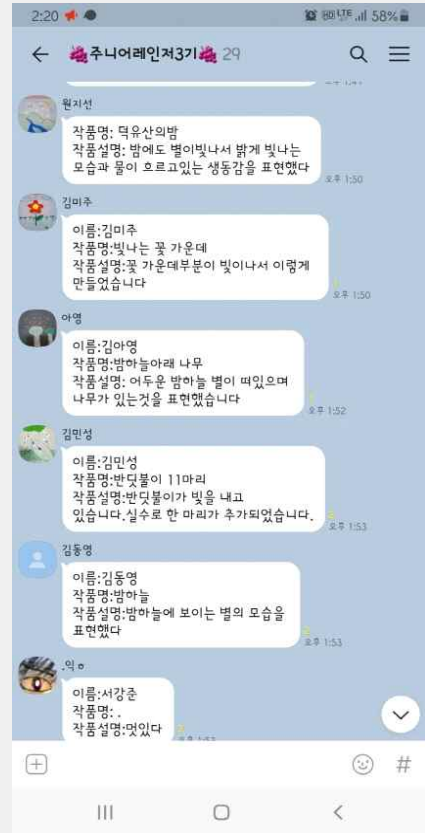 2:20
LTE 58%
주니어레인저3기 29
원지선
작품명: 덕유산의밤
작품설명: 밤에도 별이빛나서 밝게 빛나는
모습과 물이 흐르고있는 생동감을 표현했다
오후 1:50
김미주
이름:김미주
작품명:빛나는 꽃 가운데
작품설명:꽃 가운데부분이 빛이나서 이렇게
만들었습니다
오후 1:50
아영
이름:김아영
작품명:밤하늘아래 나무
작품설명: 어두운 밤하늘 별이 떠있으며
나무가 있는것을 표현했습니다
오후 1:52
김민성
이름:김민성
작품명:반딧불이 11마리
작품설명:반딧불이가 빛을 내고
있습니다.실수로 한 마리가 추가되었습니다.
오후 1:53
김동영
이름:김동영
작품명:밤하늘
작품설명:밤하늘에 보이는 별의 모습을
표현했다
오후 1:53
.익ㅎ
이름:서강준
작품명: .
작품설명:멋있다
#